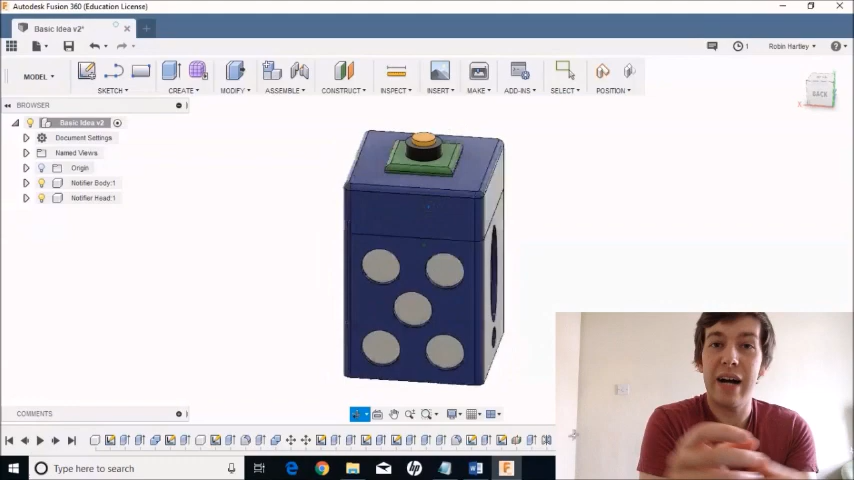 Autodesk Fusion 360 (Education License)
Basic Idea v2*
Robin Hartley
1
MODEL
SKETCH
CREATE
MODIFY
ASSEMBLE
CONSTRUCT
INSPECT
INSERT
MAKE
ADD-INS
SELECT
POSITION
BACK
X
BROWSER
Basic Idea v2
Document Settings
Named Views
Origin
Notifier Body:1
Notifier Head:1
COMMENTS
Type here to search